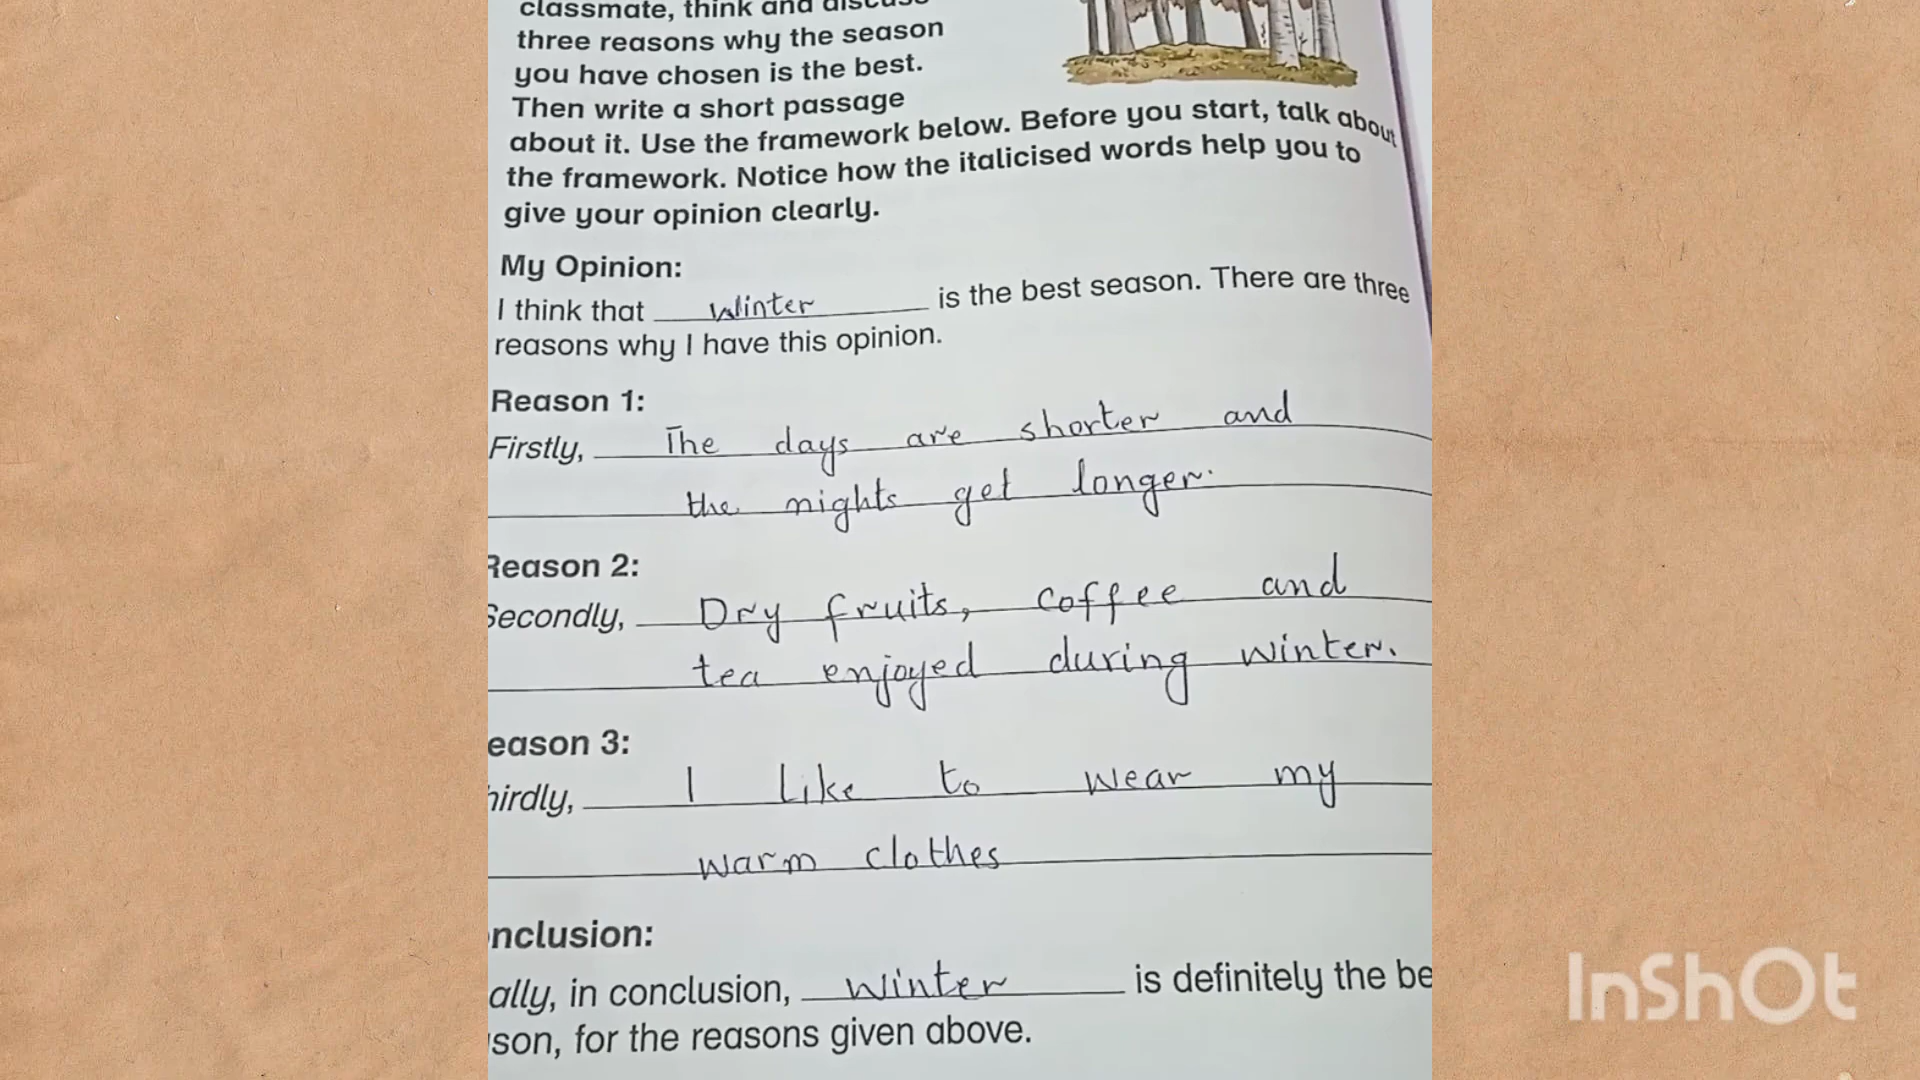 classmate, think and discuss
three reasons why the season
you have chosen is the best.
Then write a short passage
about it. Use the framework below. Before you start, talk about
the framework. Notice how the italicised words help you to
give your opinion clearly.
My Opinion:
I think that Winter is the best season. There are three
reasons why I have this opinion.
Reason 1:
Firstly, The days are shorter and
the nights get longer.
Reason 2:
Secondly, Dry fruits, coffee and
tea enjoyed during winter.
eason 3:
hirdly, I like to wear my
warm clothes
nclusion:
ally, in conclusion, Winter is definitely the be
son, for the reasons given above.
InShOt